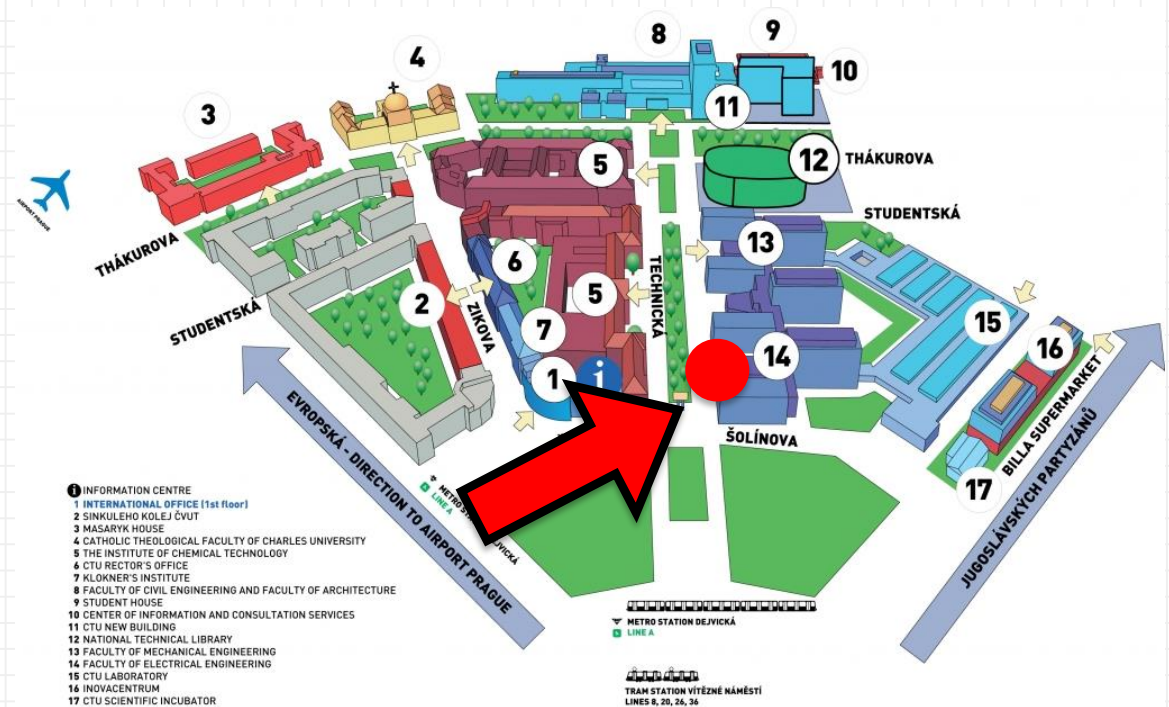 8
9
4
10
3
11
5
12
THÁKUROVA
STUDENTSKÁ
AIRPORT PRAGUE
13
THÁKUROVA
6
TECHNICKÁ
2
5
ZIKOVA
15
STUDENTSKÁ
7
16
14
1
i
EVROPSKÁ - DIRECTION TO AIRPORT PRAGUE
BILLA SUPERMARKET
ŠOLÍNOVA
JUGOSLÁVSKÝCH PARTYZÁNŮ
17
METRO
LINE A
i INFORMATION CENTRE
1 INTERNATIONAL OFFICE (1st floor)
2 SINKULEHO KOLEJ ČVUT
3 MASARYK HOUSE
4 CATHOLIC THEOLOGICAL FACULTY OF CHARLES UNIVERSITY
5 THE INSTITUTE OF CHEMICAL TECHNOLOGY
6 CTU RECTOR'S OFFICE
7 KLOKNER'S INSTITUTE
8 FACULTY OF CIVIL ENGINEERING AND FACULTY OF ARCHITECTURE
9 STUDENT HOUSE
10 CENTER OF INFORMATION AND CONSULTATION SERVICES
11 CTU NEW BUILDING
12 NATIONAL TECHNICAL LIBRARY
13 FACULTY OF MECHANICAL ENGINEERING
14 FACULTY OF ELECTRICAL ENGINEERING
15 CTU LABORATORY
16 INOVACENTRUM
17 CTU SCIENTIFIC INCUBATOR
METRO STATION DEJVICKÁ
LINE A
TRAM STATION VÍTĚZNÉ NÁMĚSTÍ
LINES 8, 20, 26, 36